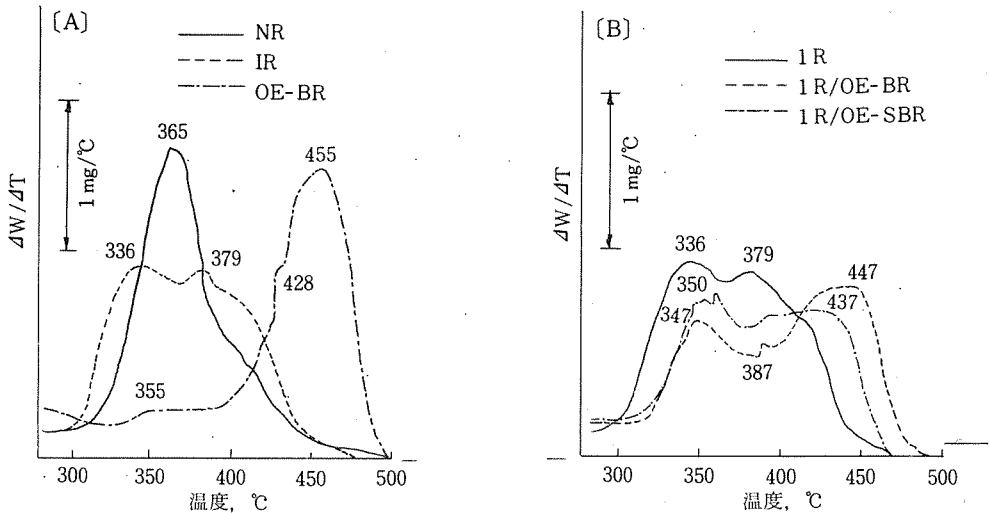 〔A〕
NR
IR
OE-BR
1 mg/℃
ΔW/ΔT
365
455
336
379
428
355
300 350 400 450 500
温度, ℃
〔B〕
1R
1R/OE-BR
1R/OE-SBR
1 mg/℃
ΔW/ΔT
336
379
447
350
437
347
387
300 350 400 450 500
温度, ℃